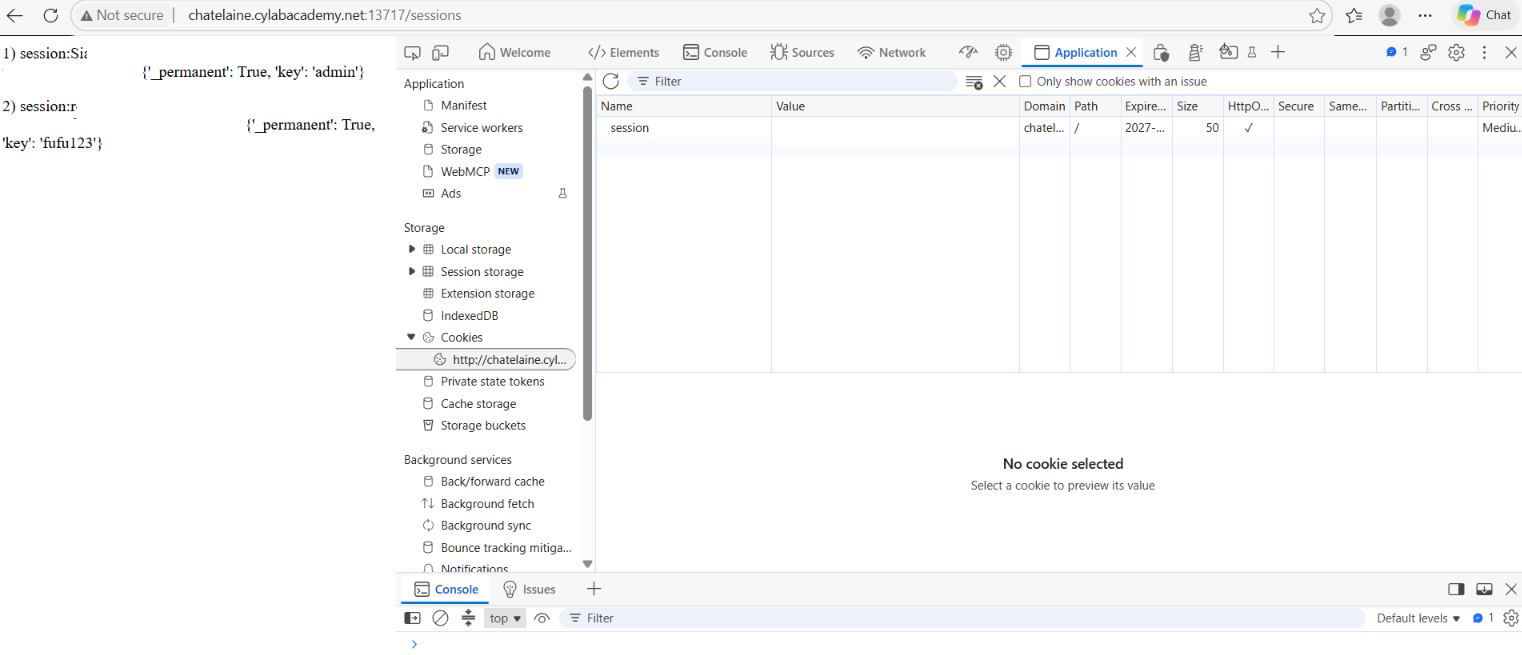 Not secure
chatelaine.cylabacademy.net:13717/sessions
Chat
1) session:Sia
{'_permanent': True, 'key': 'admin'}
2) session:r
{'_permanent': True,
'key': 'fufu123'}
Welcome
Elements
Console
Sources
Network
Application
1
Application
Manifest
Service workers
Storage
WebMCP NEW
Ads
Storage
Local storage
Session storage
Extension storage
IndexedDB
Cookies
http://chatelaine.cyl...
Private state tokens
Cache storage
Storage buckets
Background services
Back/forward cache
Background fetch
Background sync
Bounce tracking mitiga...
Notifications
Filter
Only show cookies with an issue
Name Value Domain Path Expire... Size HttpO... Secure Same... Partiti... Cross ... Priority
session chatel... / 2027-... 50 ✓ Mediu...
No cookie selected
Select a cookie to preview its value
Console
Issues
top
Filter
Default levels
1